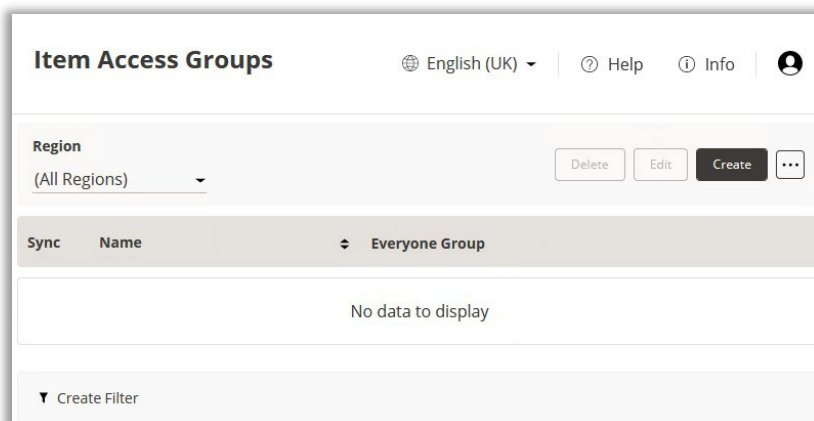 Item Access Groups
English (UK)
Help
Info
Region
(All Regions)
Delete
Edit
Create
Sync
Name
Everyone Group
No data to display
Create Filter